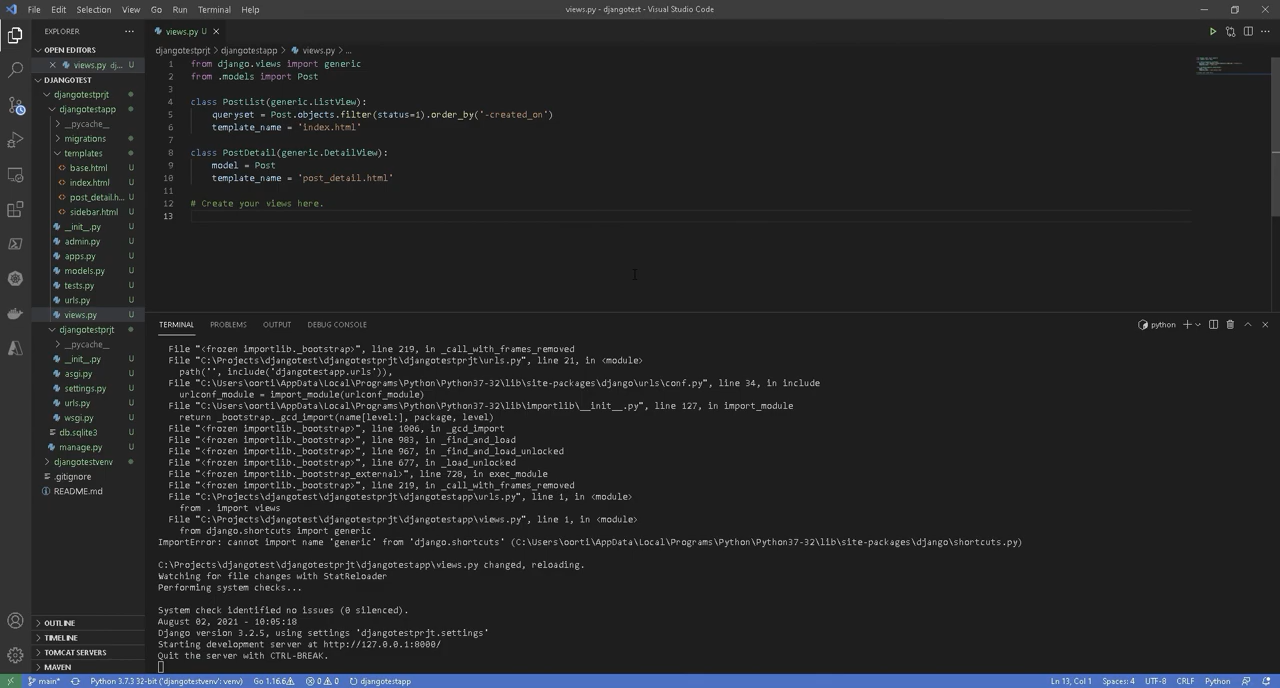 File Edit Selection View Go Run Terminal Help
views.py - djangotest - Visual Studio Code
EXPLORER
OPEN EDITORS
views.py dj... U
DJANGOTEST
djangotestprjt
djangotestapp
__pycache__
migrations
templates
base.html U
index.html U
post_detail.h... U
sidebar.html U
__init__.py U
admin.py U
apps.py U
models.py U
tests.py U
urls.py U
views.py U
djangotestprjt
__pycache__
__init__.py U
asgi.py U
settings.py U
urls.py U
wsgi.py U
db.sqlite3 U
manage.py U
djangotestvenv
.gitignore
README.md
OUTLINE
TIMELINE
TOMCAT SERVERS
MAVEN
views.py U
djangotestprjt > djangotestapp > views.py > ...
1 from django.views import generic
2 from .models import Post
3
4 class PostList(generic.ListView):
5 queryset = Post.objects.filter(status=1).order_by('-created_on')
6 template_name = 'index.html'
7
8 class PostDetail(generic.DetailView):
9 model = Post
10 template_name = 'post_detail.html'
11
12 # Create your views here.
13
TERMINAL PROBLEMS OUTPUT DEBUG CONSOLE
python
File "<frozen importlib._bootstrap>", line 219, in _call_with_frames_removed
File "C:\Projects\djangotest\djangotestprjt\djangotestprjt\urls.py", line 21, in <module>
path('', include('djangotestapp.urls')),
File "C:\Users\oorti\AppData\Local\Programs\Python\Python37-32\lib\site-packages\django\urls\conf.py", line 34, in include
urlconf_module = import_module(urlconf_module)
File "C:\Users\oorti\AppData\Local\Programs\Python\Python37-32\lib\importlib\__init__.py", line 127, in import_module
return _bootstrap._gcd_import(name[level:], package, level)
File "<frozen importlib._bootstrap>", line 1006, in _gcd_import
File "<frozen importlib._bootstrap>", line 983, in _find_and_load
File "<frozen importlib._bootstrap>", line 967, in _find_and_load_unlocked
File "<frozen importlib._bootstrap>", line 677, in _load_unlocked
File "<frozen importlib._bootstrap_external>", line 728, in exec_module
File "<frozen importlib._bootstrap>", line 219, in _call_with_frames_removed
File "C:\Projects\djangotest\djangotestprjt\djangotestapp\urls.py", line 1, in <module>
from . import views
File "C:\Projects\djangotest\djangotestprjt\djangotestapp\views.py", line 1, in <module>
from django.shortcuts import generic
ImportError: cannot import name 'generic' from 'django.shortcuts' (C:\Users\oorti\AppData\Local\Programs\Python\Python37-32\lib\site-packages\django\shortcuts.py)
C:\Projects\djangotest\djangotestprjt\djangotestapp\views.py changed, reloading.
Watching for file changes with StatReloader
Performing system checks...
System check identified no issues (0 silenced).
August 02, 2021 - 10:05:18
Django version 3.2.5, using settings 'djangotestprjt.settings'
Starting development server at http://127.0.0.1:8000/
Quit the server with CTRL-BREAK.
main* Python 3.7.3 32-bit ('djangotestvenv': venv) Go 1.16.6 0 0 djangotestapp Ln 13, Col 1 Spaces: 4 UTF-8 CRLF Python